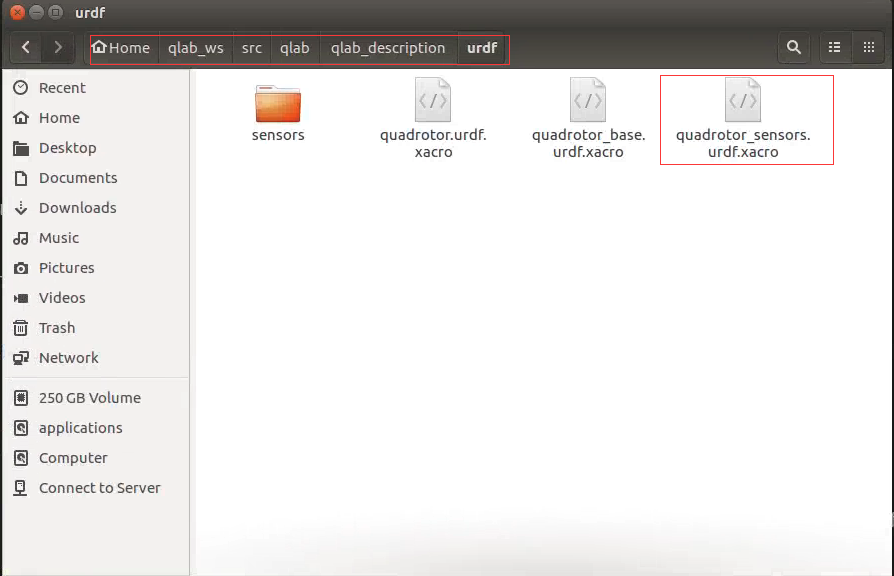 urdf
Home qlab_ws src qlab qlab_description urdf
Recent
Home
Desktop
Documents
Downloads
Music
Pictures
Videos
Trash
Network
250 GB Volume
applications
Computer
Connect to Server
sensors
quadrotor.urdf.
xacro
quadrotor_base.
urdf.xacro
quadrotor_sensors.
urdf.xacro